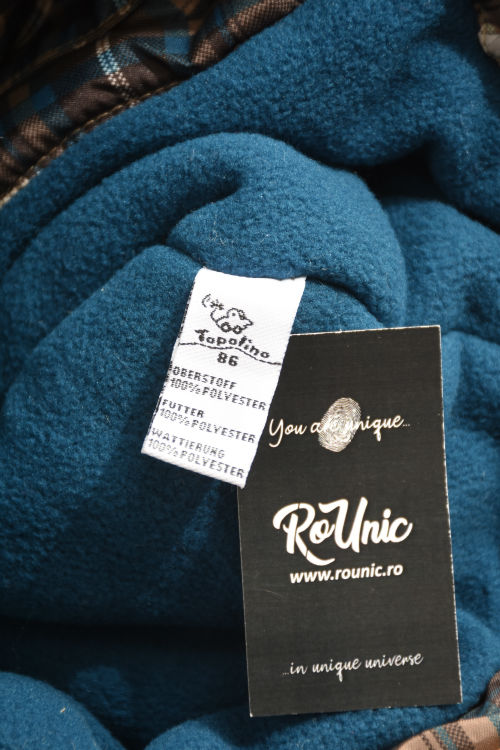 Topolino
86
OBERSTOFF
100% POLYESTER
FUTTER
100% POLYESTER
WATTIERUNG
100% POLYESTER
You are unique...
RoUnic
www.rounic.ro
...in unique universe